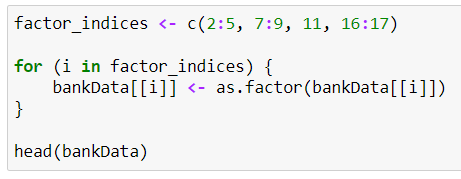 factor_indices <- c(2:5, 7:9, 11, 16:17)
for (i in factor_indices) {
    bankData[[i]] <- as.factor(bankData[[i]])
}
head(bankData)